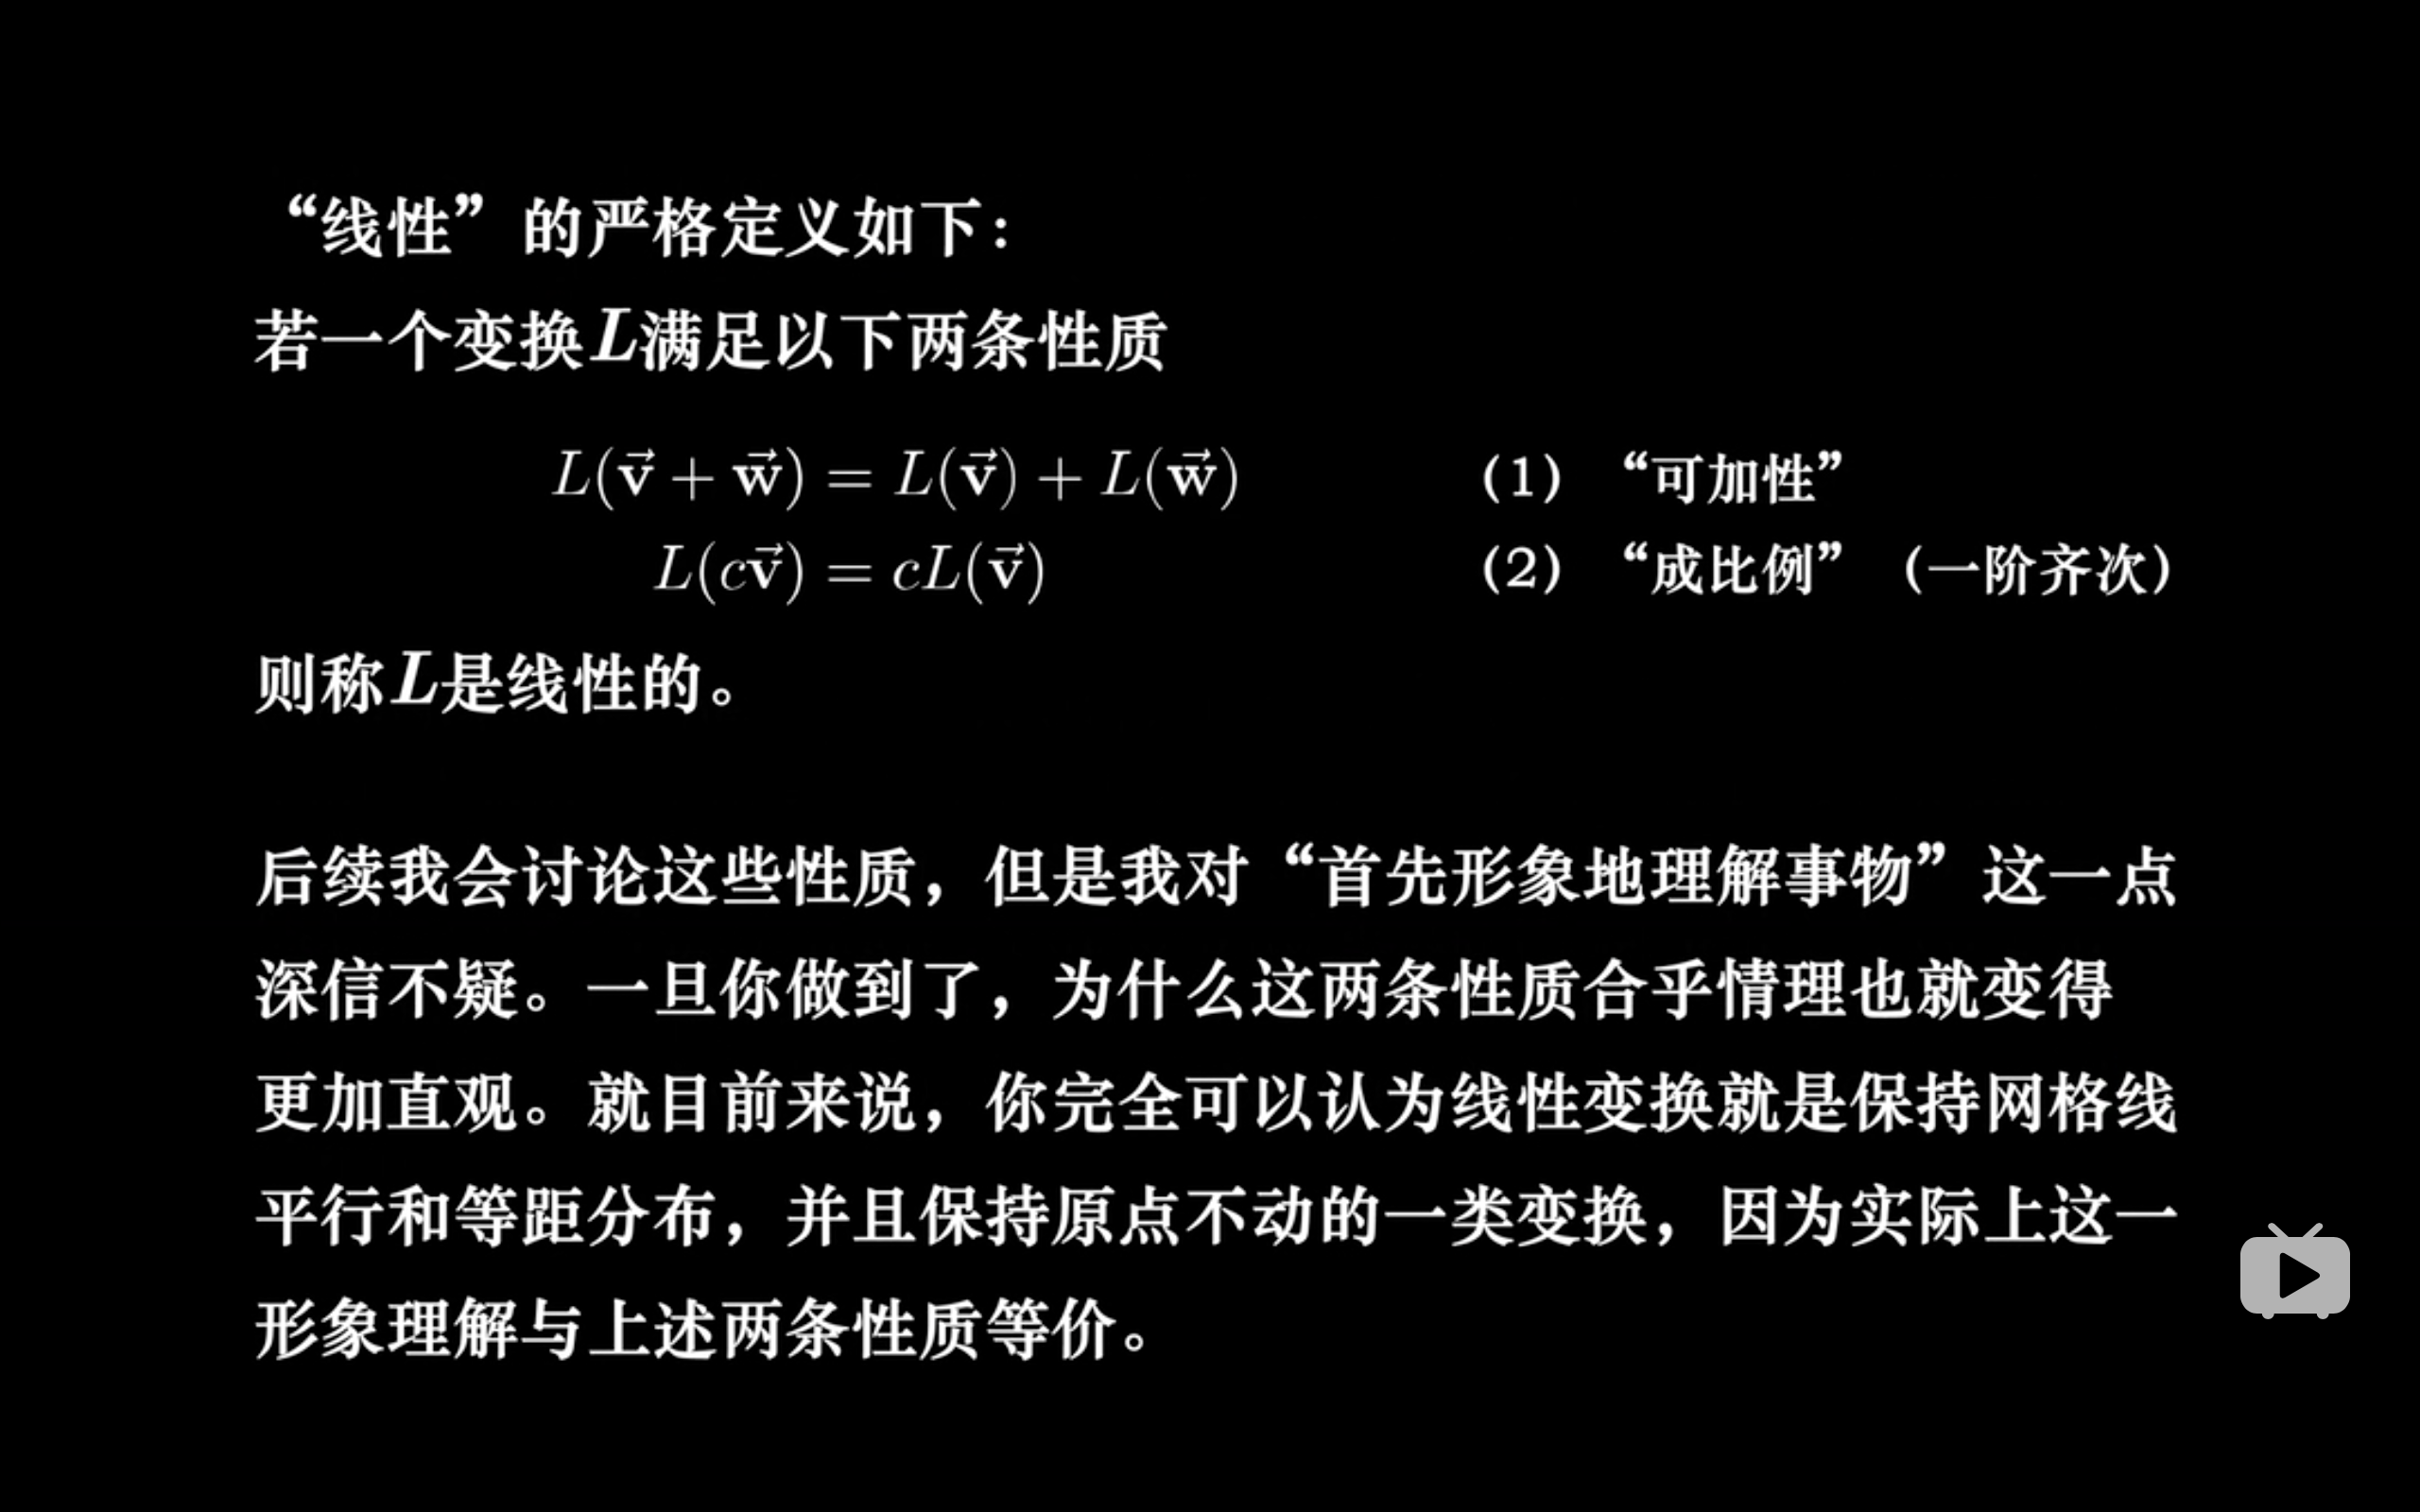 “线性”的严格定义如下：
若一个变换L满足以下两条性质
L(v⃗ + w⃗) = L(v⃗) + L(w⃗) （1）“可加性”
L(cv⃗) = cL(v⃗) （2）“成比例”（一阶齐次）
则称L是线性的。
后续我会讨论这些性质，但是我对“首先形象地理解事物”这一点
深信不疑。一旦你做到了，为什么这两条性质合乎情理也就变得
更加直观。就目前来说，你完全可以认为线性变换就是保持网格线
平行和等距分布，并且保持原点不动的一类变换，因为实际上这一
形象理解与上述两条性质等价。